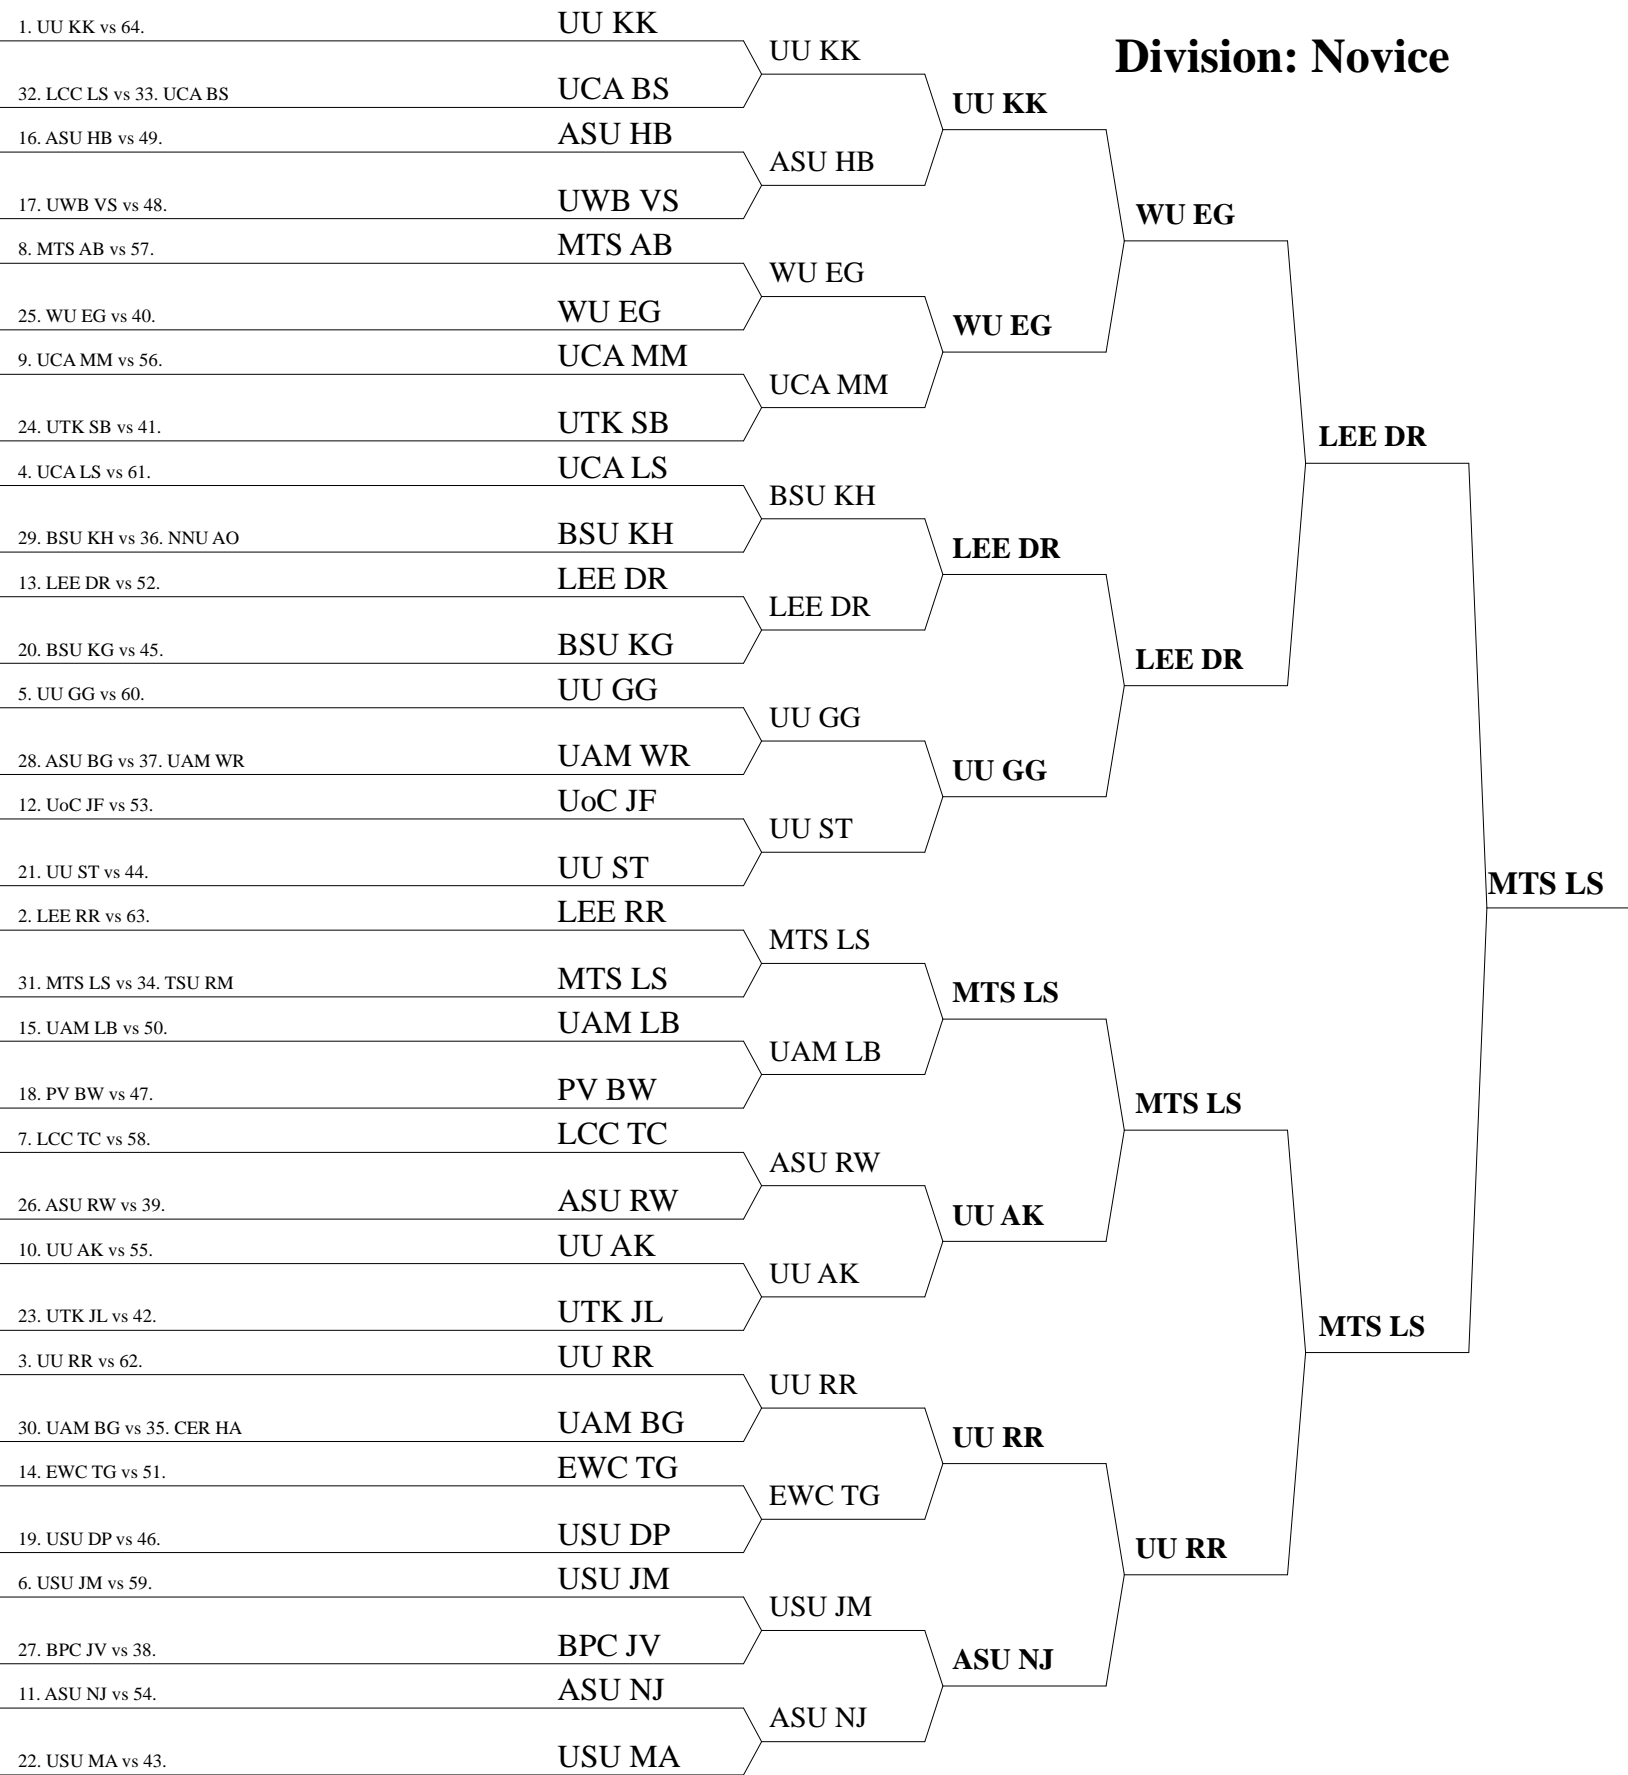 Division: Novice
1. UU KK vs 64.
32. LCC LS vs 33. UCA BS
16. ASU HB vs 49.
17. UWB VS vs 48.
8. MTS AB vs 57.
25. WU EG vs 40.
9. UCA MM vs 56.
24. UTK SB vs 41.
4. UCA LS vs 61.
29. BSU KH vs 36. NNU AO
13. LEE DR vs 52.
20. BSU KG vs 45.
5. UU GG vs 60.
28. ASU BG vs 37. UAM WR
12. UoC JF vs 53.
21. UU ST vs 44.
2. LEE RR vs 63.
31. MTS LS vs 34. TSU RM
15. UAM LB vs 50.
18. PV BW vs 47.
7. LCC TC vs 58.
26. ASU RW vs 39.
10. UU AK vs 55.
23. UTK JL vs 42.
3. UU RR vs 62.
30. UAM BG vs 35. CER HA
14. EWC TG vs 51.
19. USU DP vs 46.
6. USU JM vs 59.
27. BPC JV vs 38.
11. ASU NJ vs 54.
22. USU MA vs 43.
UU KK
UCA BS
ASU HB
UWB VS
MTS AB
WU EG
UCA MM
UTK SB
UCA LS
BSU KH
LEE DR
BSU KG
UU GG
UAM WR
UoC JF
UU ST
LEE RR
MTS LS
UAM LB
PV BW
LCC TC
ASU RW
UU AK
UTK JL
UU RR
UAM BG
EWC TG
USU DP
USU JM
BPC JV
ASU NJ
USU MA
UU KK
ASU HB
WU EG
UCA MM
BSU KH
LEE DR
UU GG
UU ST
MTS LS
UAM LB
ASU RW
UU AK
UU RR
EWC TG
USU JM
ASU NJ
UU KK
WU EG
LEE DR
UU GG
MTS LS
UU AK
UU RR
ASU NJ
WU EG
LEE DR
MTS LS
UU RR
LEE DR
MTS LS
MTS LS